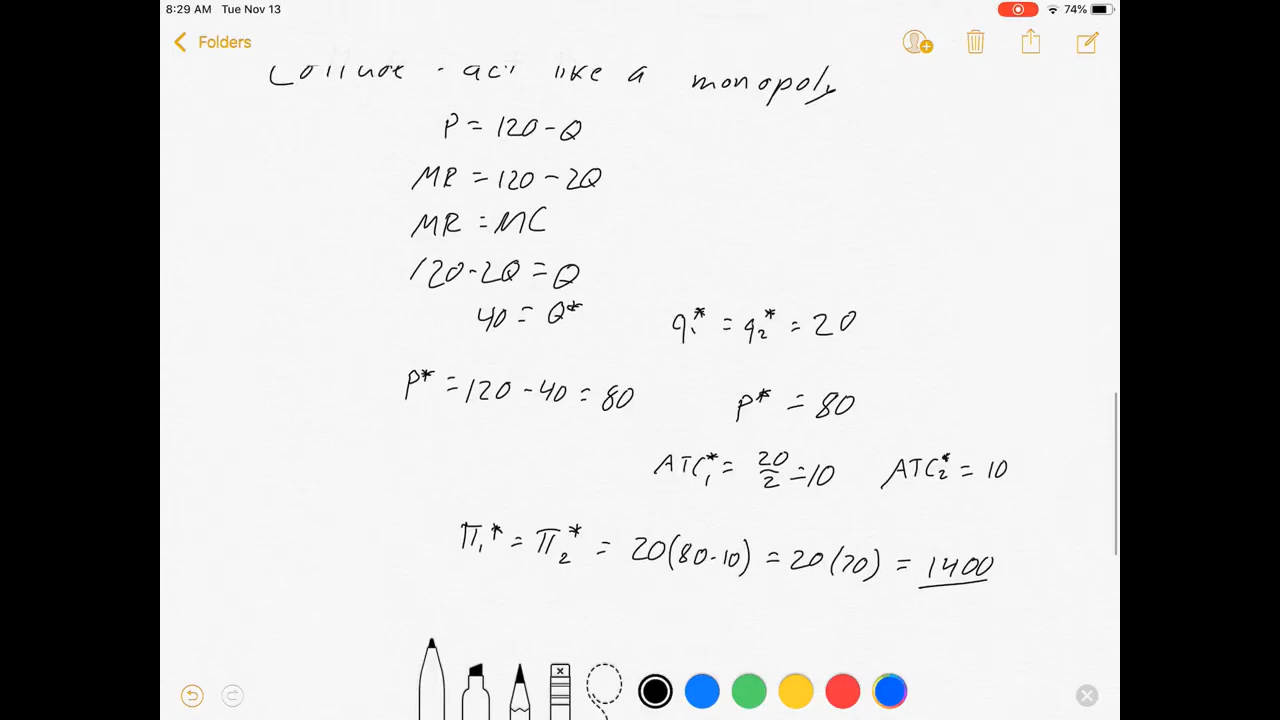 8:29 AM Tue Nov 13
74%
Folders
Collude - act like a monopoly
P = 120 - Q
MR = 120 - 2Q
MR = MC
120 - 2Q = Q
40 = Q*
q₁* = q₂* = 20
P* = 120 - 40 = 80
P* = 80
ATC₁* = 20/2 = 10 ATC₂* = 10
π₁* = π₂* = 20(80-10) = 20(70) = 1400